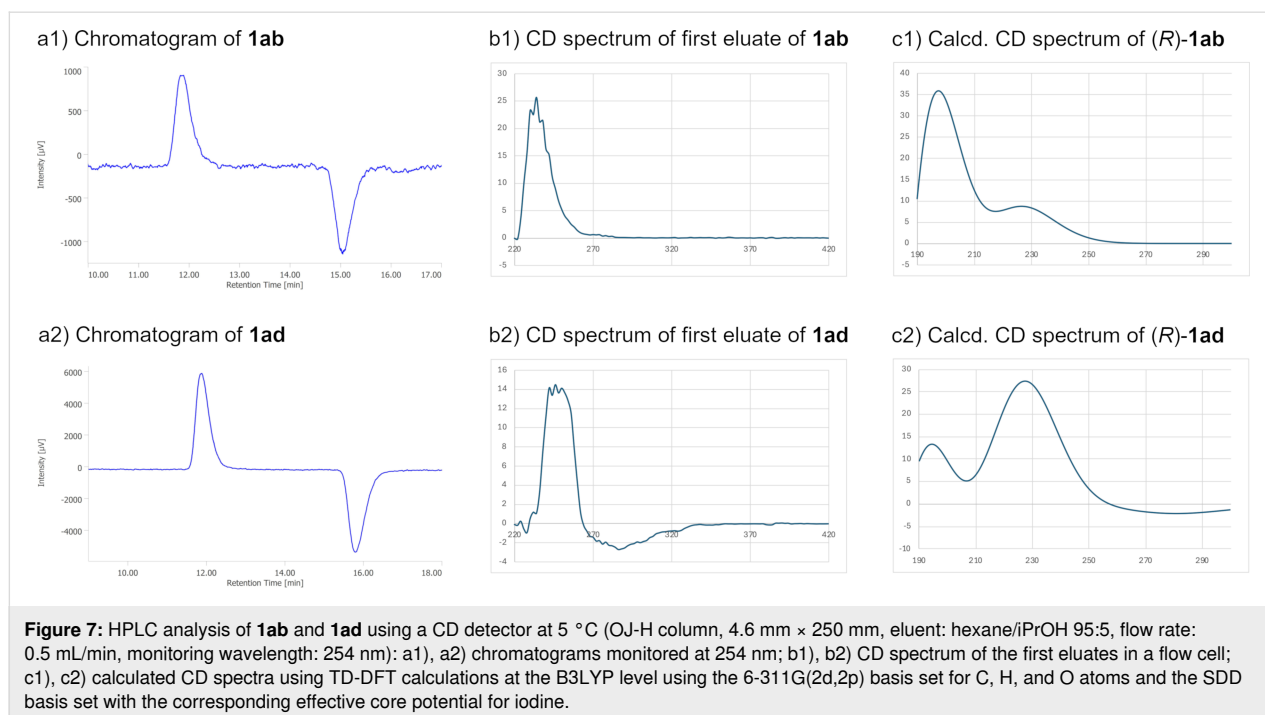 a1) Chromatogram of 1ab
b1) CD spectrum of first eluate of 1ab
c1) Calcd. CD spectrum of (R)-1ab
1000
500
0
-500
-1000
Intensity [µV]
10.00 11.00 12.00 13.00 14.00 15.00 16.00 17.00
Retention Time [min]
30
25
20
15
10
5
0
-5
220 270 320 370 420
40
35
30
25
20
15
10
5
0
-5
190 210 230 250 270 290
a2) Chromatogram of 1ad
b2) CD spectrum of first eluate of 1ad
c2) Calcd. CD spectrum of (R)-1ad
6000
4000
2000
0
-2000
-4000
Intensity [µV]
10.00 12.00 14.00 16.00 18.00
Retention Time [min]
16
14
12
10
8
6
4
2
0
-2
-4
220 270 320 370 420
30
25
20
15
10
5
0
-5
-10
190 210 230 250 270 290
Figure 7: HPLC analysis of 1ab and 1ad using a CD detector at 5 °C (OJ-H column, 4.6 mm × 250 mm, eluent: hexane/iPrOH 95:5, flow rate:
0.5 mL/min, monitoring wavelength: 254 nm): a1), a2) chromatograms monitored at 254 nm; b1), b2) CD spectrum of the first eluates in a flow cell;
c1), c2) calculated CD spectra using TD-DFT calculations at the B3LYP level using the 6-311G(2d,2p) basis set for C, H, and O atoms and the SDD
basis set with the corresponding effective core potential for iodine.